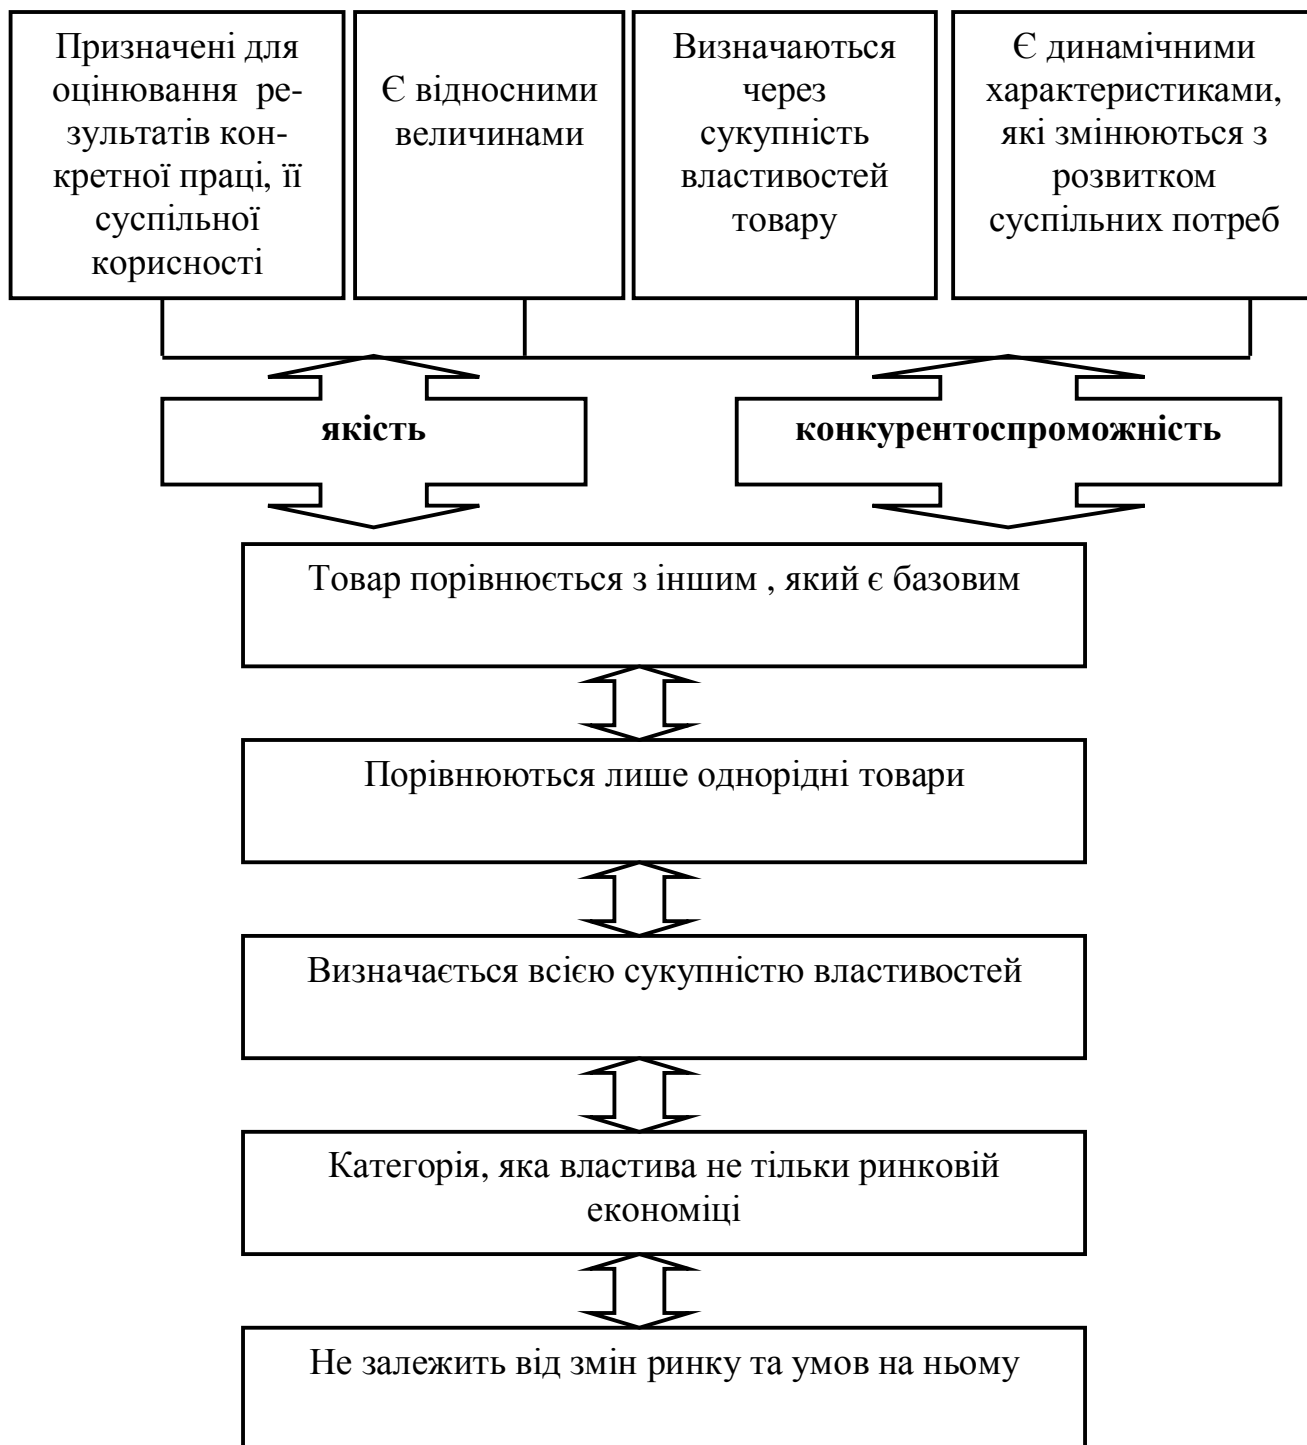 Призначені для
оцінювання  ре-
зультатів кон-
кретної праці, її
суспільної
корисності
Є відносними
величинами
Визначаються
через
сукупність
властивостей
товару
Є динамічними
характеристиками,
які змінюються з
розвитком
суспільних потреб
якість
конкурентоспроможність
Товар порівнюється з іншим , який є базовим
Порівнюються лише однорідні товари
Визначається всією сукупністю властивостей
Категорія, яка властива не тільки ринковій
економіці
Не залежить від змін ринку та умов на ньому